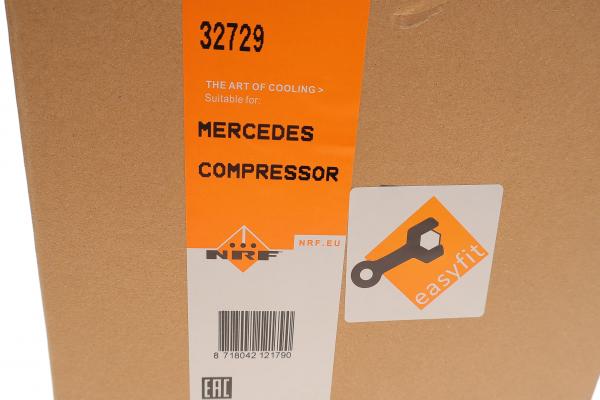 32729
THE ART OF COOLING >
Suitable for:
MERCEDES
COMPRESSOR
NRF
NRF.EU
easyfit
8 718042 121790
EAC